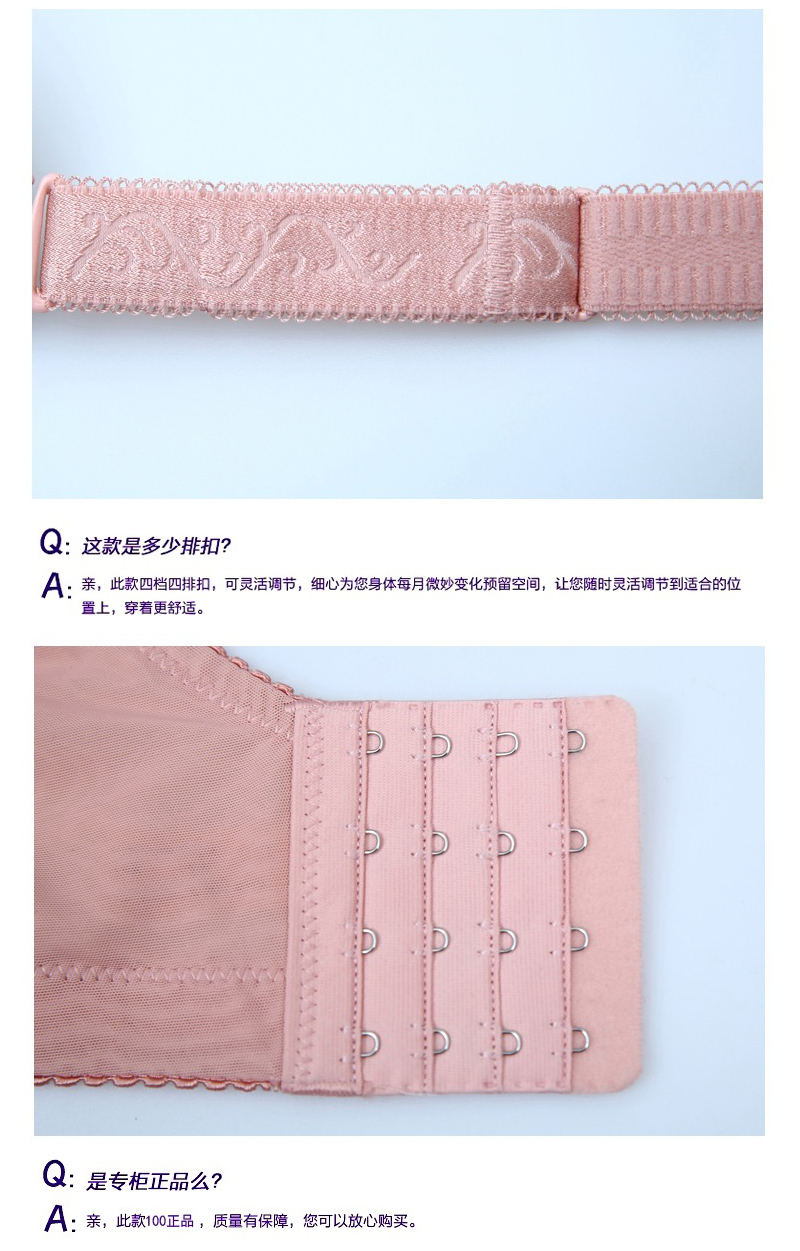 Q: 这款是多少排扣?
A: 亲，此款四档四排扣，可灵活调节，细心为您身体每月微妙变化预留空间，让您随时灵活调节到适合的位
置上，穿着更舒适。
Q: 是专柜正品么?
A: 亲，此款100正品 ，质量有保障，您可以放心购买。